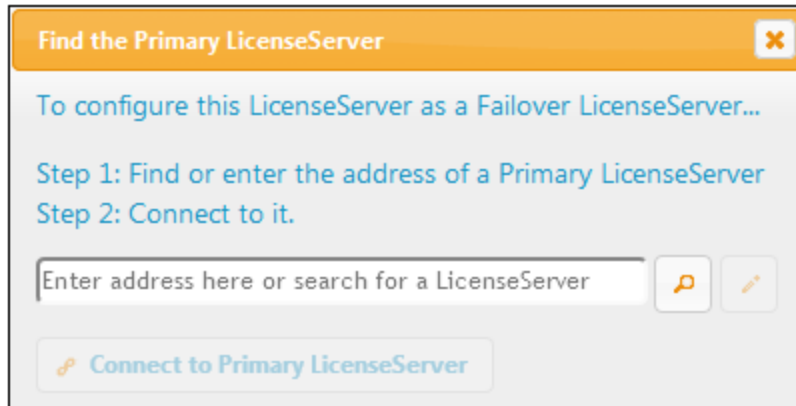 Find the Primary LicenseServer
To configure this LicenseServer as a Failover LicenseServer...
Step 1: Find or enter the address of a Primary LicenseServer
Step 2: Connect to it.
Enter address here or search for a LicenseServer
Connect to Primary LicenseServer